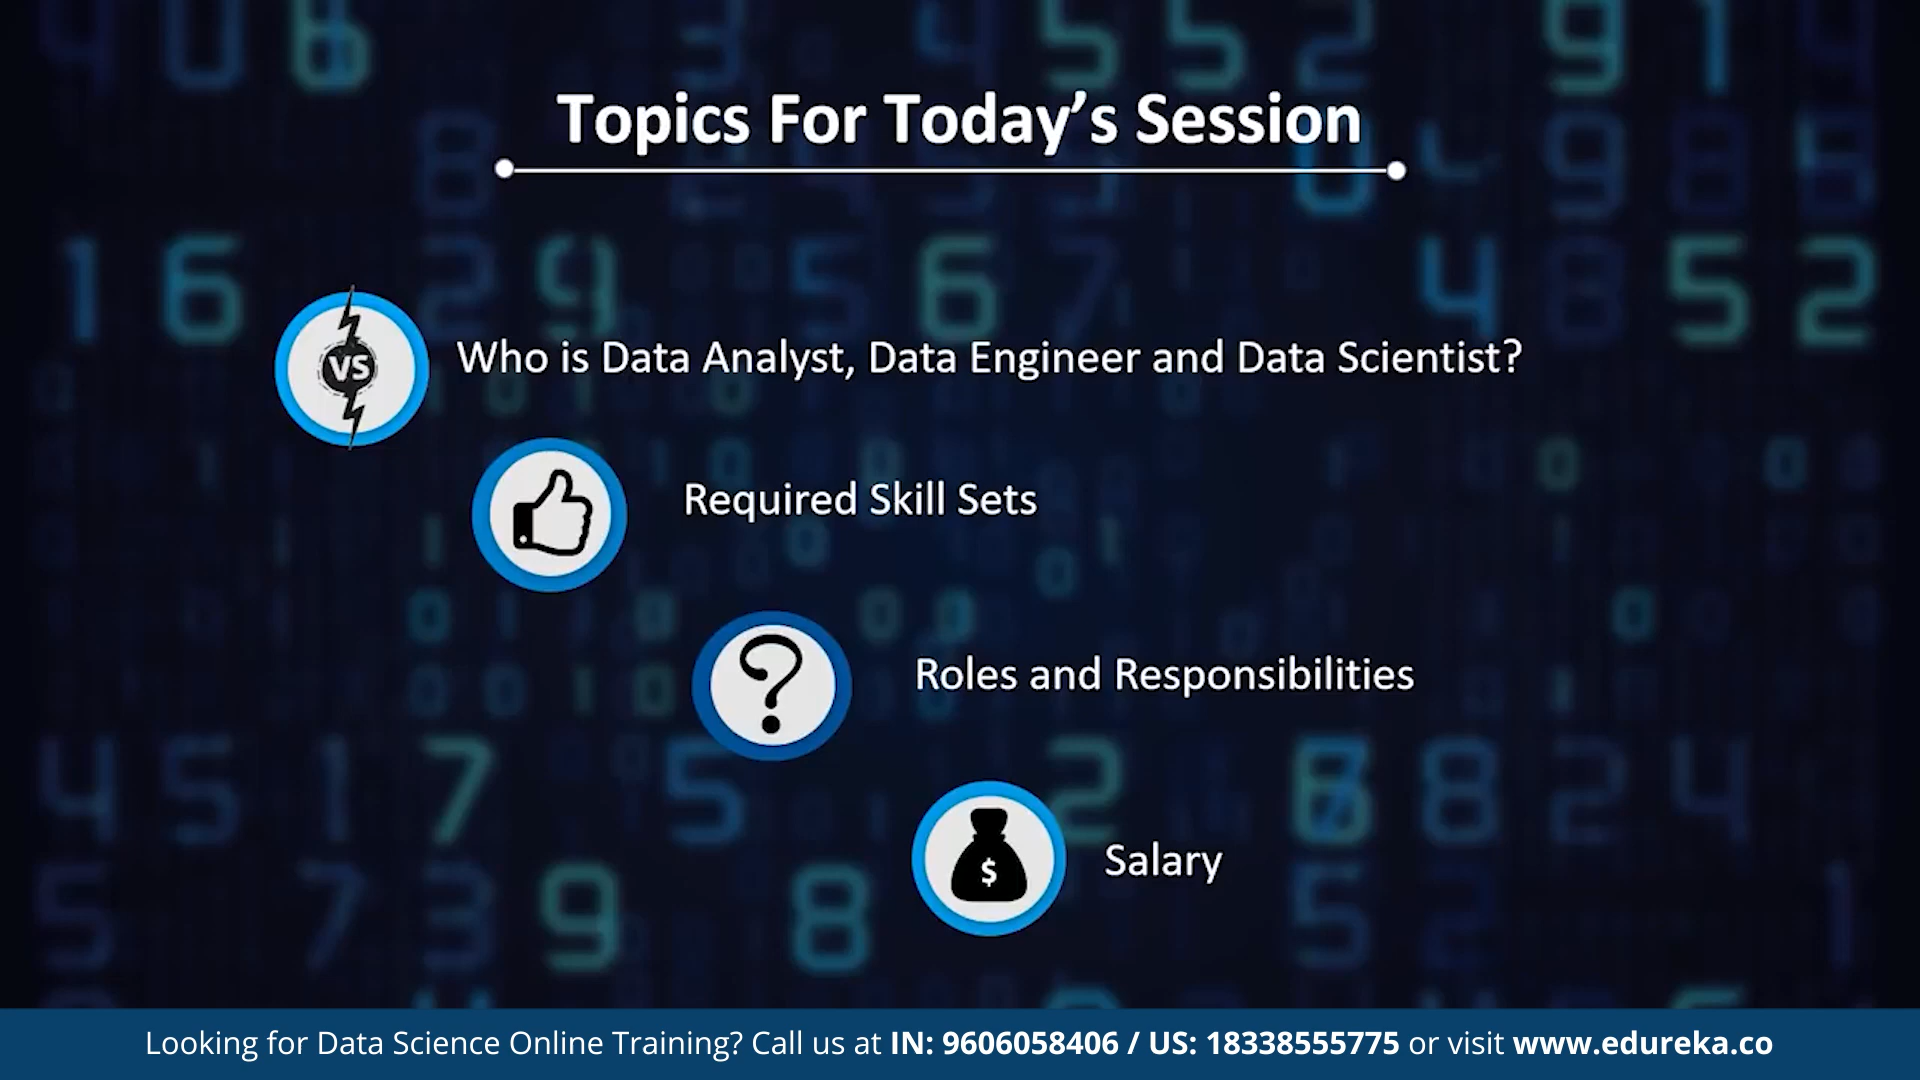 Topics For Today’s Session
VS
Who is Data Analyst, Data Engineer and Data Scientist?
Required Skill Sets
?
Roles and Responsibilities
$
Salary
Looking for Data Science Online Training? Call us at IN: 9606058406 / US: 18338555775 or visit www.edureka.co